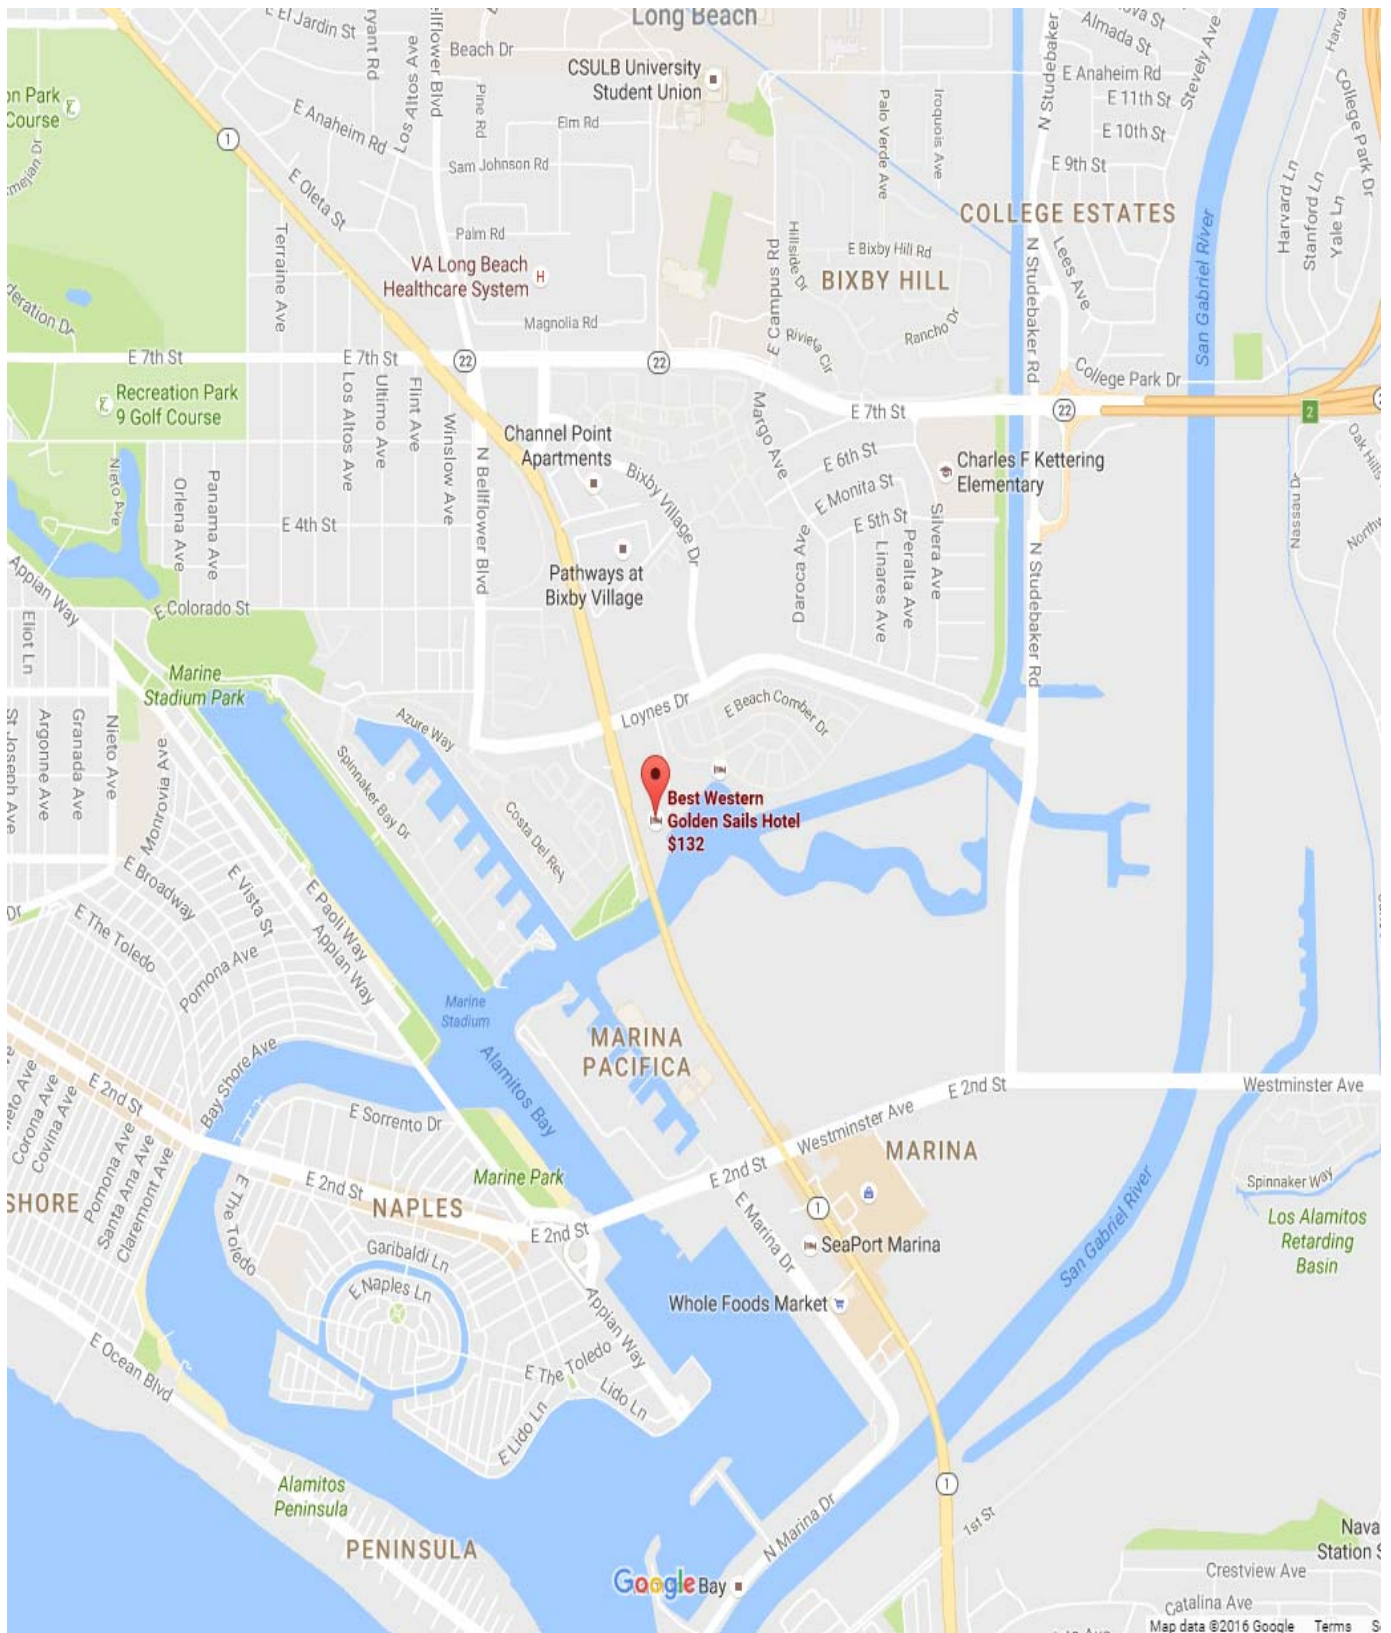 Long Beach
E El Jardin St
Beach Dr
CSULB University
Student Union
Almada St
E Anaheim Rd
E 11th St
E 10th St
E 9th St
Stevely Ave
N Studebaker
College Park Dr
Pine Rd
Elm Rd
Los Altos Ave
E Anaheim Rd
Palo Verde Ave
Iroquois Ave
1
Sam Johnson Rd
E Oleta St
Harvard Ln
Stanford Ln
Yale Ln
COLLEGE ESTATES
Palm Rd
VA Long Beach
Healthcare System
H
Terraine Ave
Hillside Dr
E Campus Rd
E Bixby Hill Rd
BIXBY HILL
N Studebaker Rd
Lees Ave
San Gabriel River
Magnolia Rd
Riviera Cir
Rancho Dr
E 7th St
E 7th St
22
22
College Park Dr
Recreation Park
9 Golf Course
Los Altos Ave
Ultimo Ave
Flint Ave
Winslow Ave
N Bellflower Blvd
Margo Ave
E 7th St
22
2
Channel Point
Apartments
Bixby Village Dr
E 6th St
E Monita St
E 5th St
Charles F Kettering
Elementary
Nieto Ave
Orlena Ave
Panama Ave
E 4th St
Daroca Ave
Linares Ave
Peralta Ave
Silvera Ave
N Studebaker Rd
Nassau Dr
Pathways at
Bixby Village
Appian Way
E Colorado St
Eliot Ln
Marine
Stadium Park
Loynes Dr
E Beach Comber Dr
Azure Way
St Joseph Ave
Argonne Ave
Granada Ave
Nieto Ave
Monrovia Ave
Spinnaker Bay Dr
Costa Del Rey
Best Western
Golden Sails Hotel
$132
E Broadway
E The Toledo
E Vista St
E Paoli Way
Appian Way
Pomona Ave
Marine
Stadium
MARINA
PACIFICA
Alamitos Bay
Bay Shore Ave
E 2nd St
Corona Ave
Covina Ave
Pomona Ave
Santa Ana Ave
Claremont Ave
E Sorrento Dr
E 2nd St
Westminster Ave
Westminster Ave
MARINA
E 2nd St
Marine Park
SHORE
E The Toledo
E 2nd St
NAPLES
E 2nd St
E Marina Dr
1
Spinnaker Way
Los Alamitos
Retarding
Basin
San Gabriel River
SeaPort Marina
Garibaldi Ln
E Naples Ln
Whole Foods Market
Appian Way
E Ocean Blvd
E The Toledo
Lido Ln
E Lido Ln
Alamitos
Peninsula
1
1st St
N Marina Dr
PENINSULA
Nava
Station S
Crestview Ave
Catalina Ave
Google
Bay
Map data ©2016 Google Terms